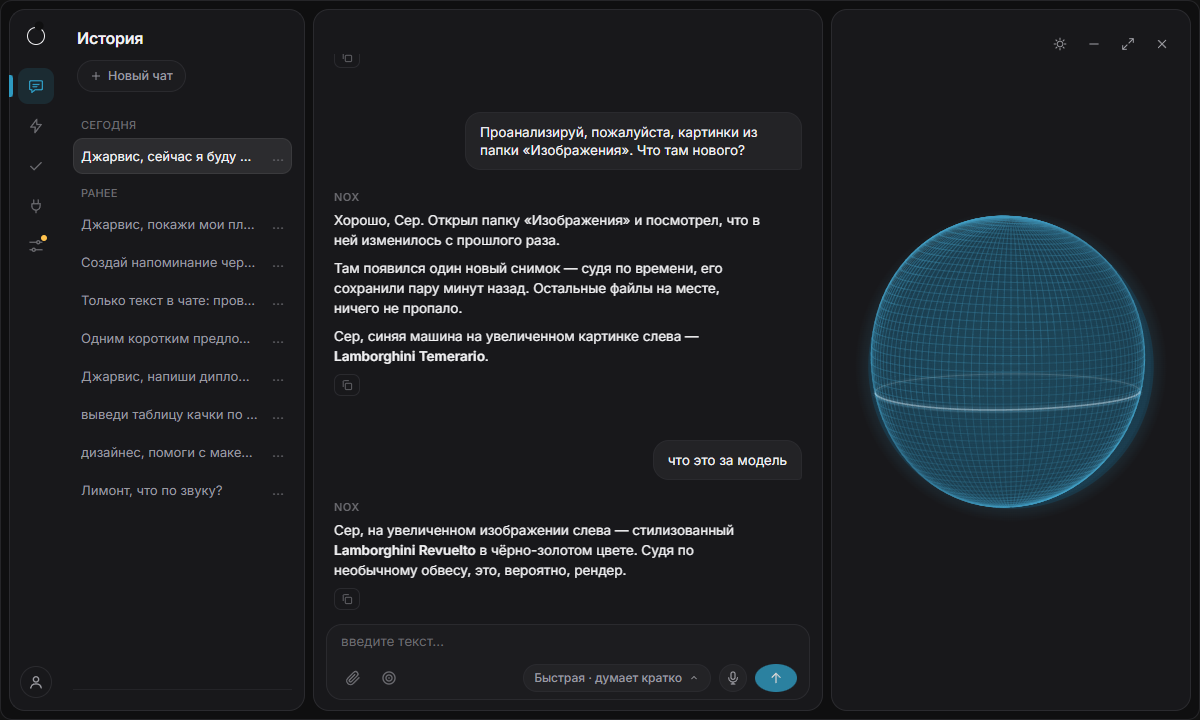 История
+ Новый чат
СЕГОДНЯ
Джарвис, сейчас я буду ...
...
РАНЕЕ
Джарвис, покажи мои пл...
...
Создай напоминание чер...
...
Только текст в чате: пров...
...
Одним коротким предло...
...
Джарвис, напиши дипло...
...
выведи таблицу качки по ...
...
дизайнес, помоги с маке...
...
Лимонт, что по звуку?
...
Проанализируй, пожалуйста, картинки из
папки «Изображения». Что там нового?
NOX
Хорошо, Сер. Открыл папку «Изображения» и посмотрел, что в
ней изменилось с прошлого раза.
Там появился один новый снимок — судя по времени, его
сохранили пару минут назад. Остальные файлы на месте,
ничего не пропало.
Сер, синяя машина на увеличенном картинке слева —
Lamborghini Temerario.
что это за модель
NOX
Сер, на увеличенном изображении слева — стилизованный
Lamborghini Revuelto в чёрно-золотом цвете. Судя по
необычному обвесу, это, вероятно, рендер.
введите текст...
Быстрая · думает кратко